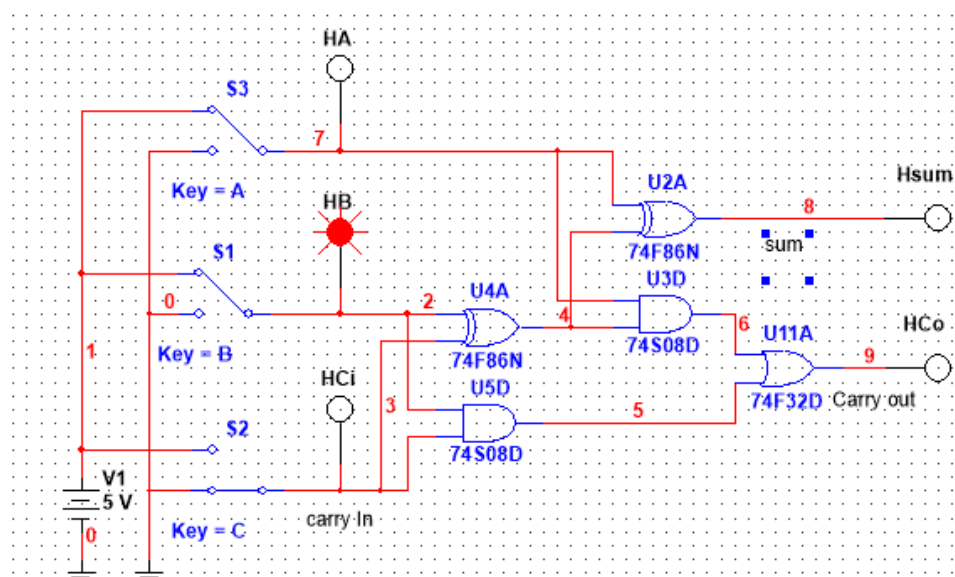 HA
S3
7
Key = A
U2A
Hsum
8
HB
74F86N
sum
S1
U3D
0
2
U4A
4
6
U11A
HCo
74S08D
1
Key = B
74F86N
9
HCi
U5D
3
5
74F32D
Carry out
S2
74S08D
V1
5 V
carry In
0
Key = C